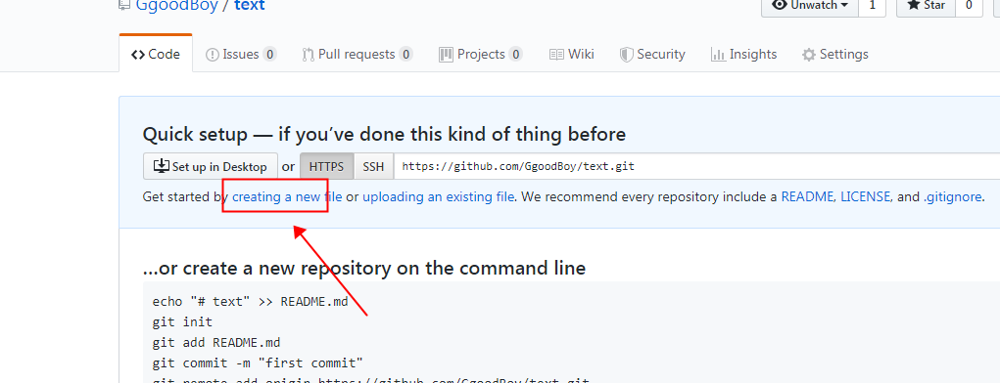 GgoodBoy / text
Unwatch 1 Star 0
Code Issues 0 Pull requests 0 Projects 0 Wiki Security Insights Settings
Quick setup — if you've done this kind of thing before
Set up in Desktop or HTTPS SSH https://github.com/GgoodBoy/text.git
Get started by creating a new file or uploading an existing file. We recommend every repository include a README, LICENSE, and .gitignore.
...or create a new repository on the command line
echo "# text" >> README.md
git init
git add README.md
git commit -m "first commit"
git remote add origin https://github.com/GgoodBoy/text.git